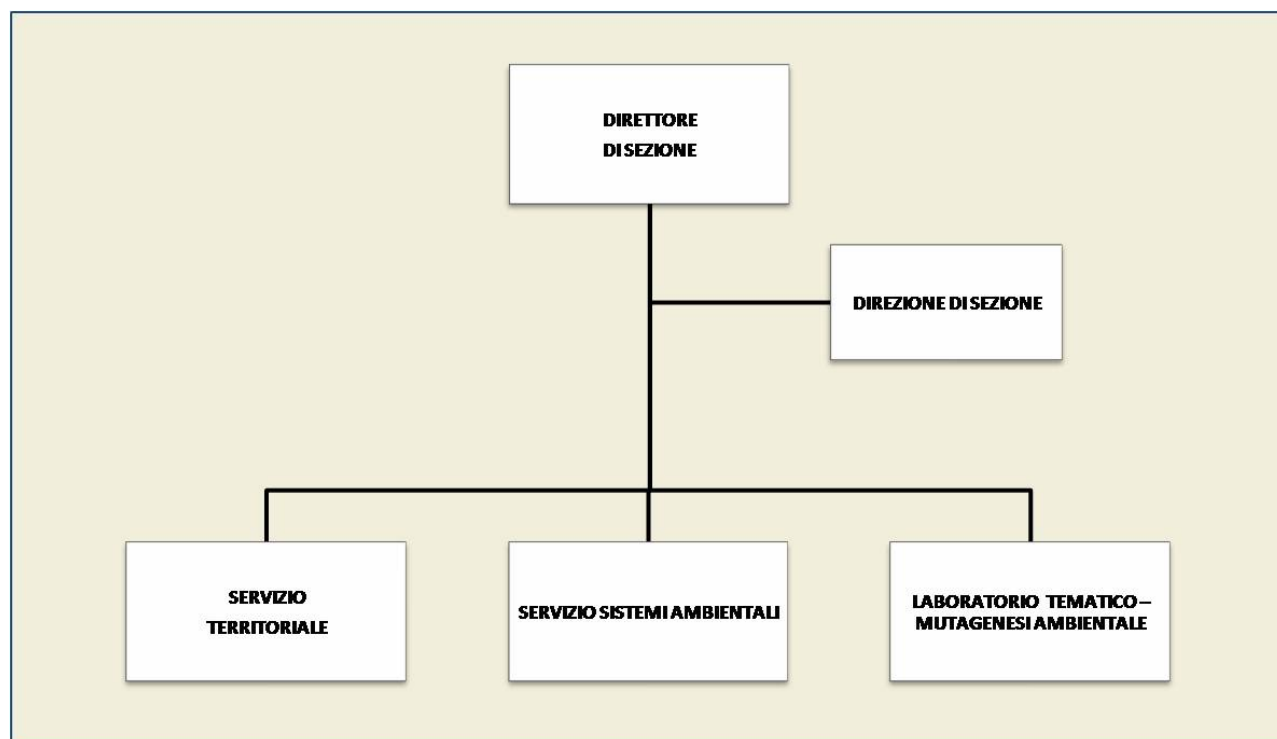 DIRETTORE
DI SEZIONE
DIREZIONE DI SEZIONE
SERVIZIO
TERRITORIALE
SERVIZIO SISTEMI AMBIENTALI
LABORATORIO TEMATICO –
MUTAGENESI AMBIENTALE